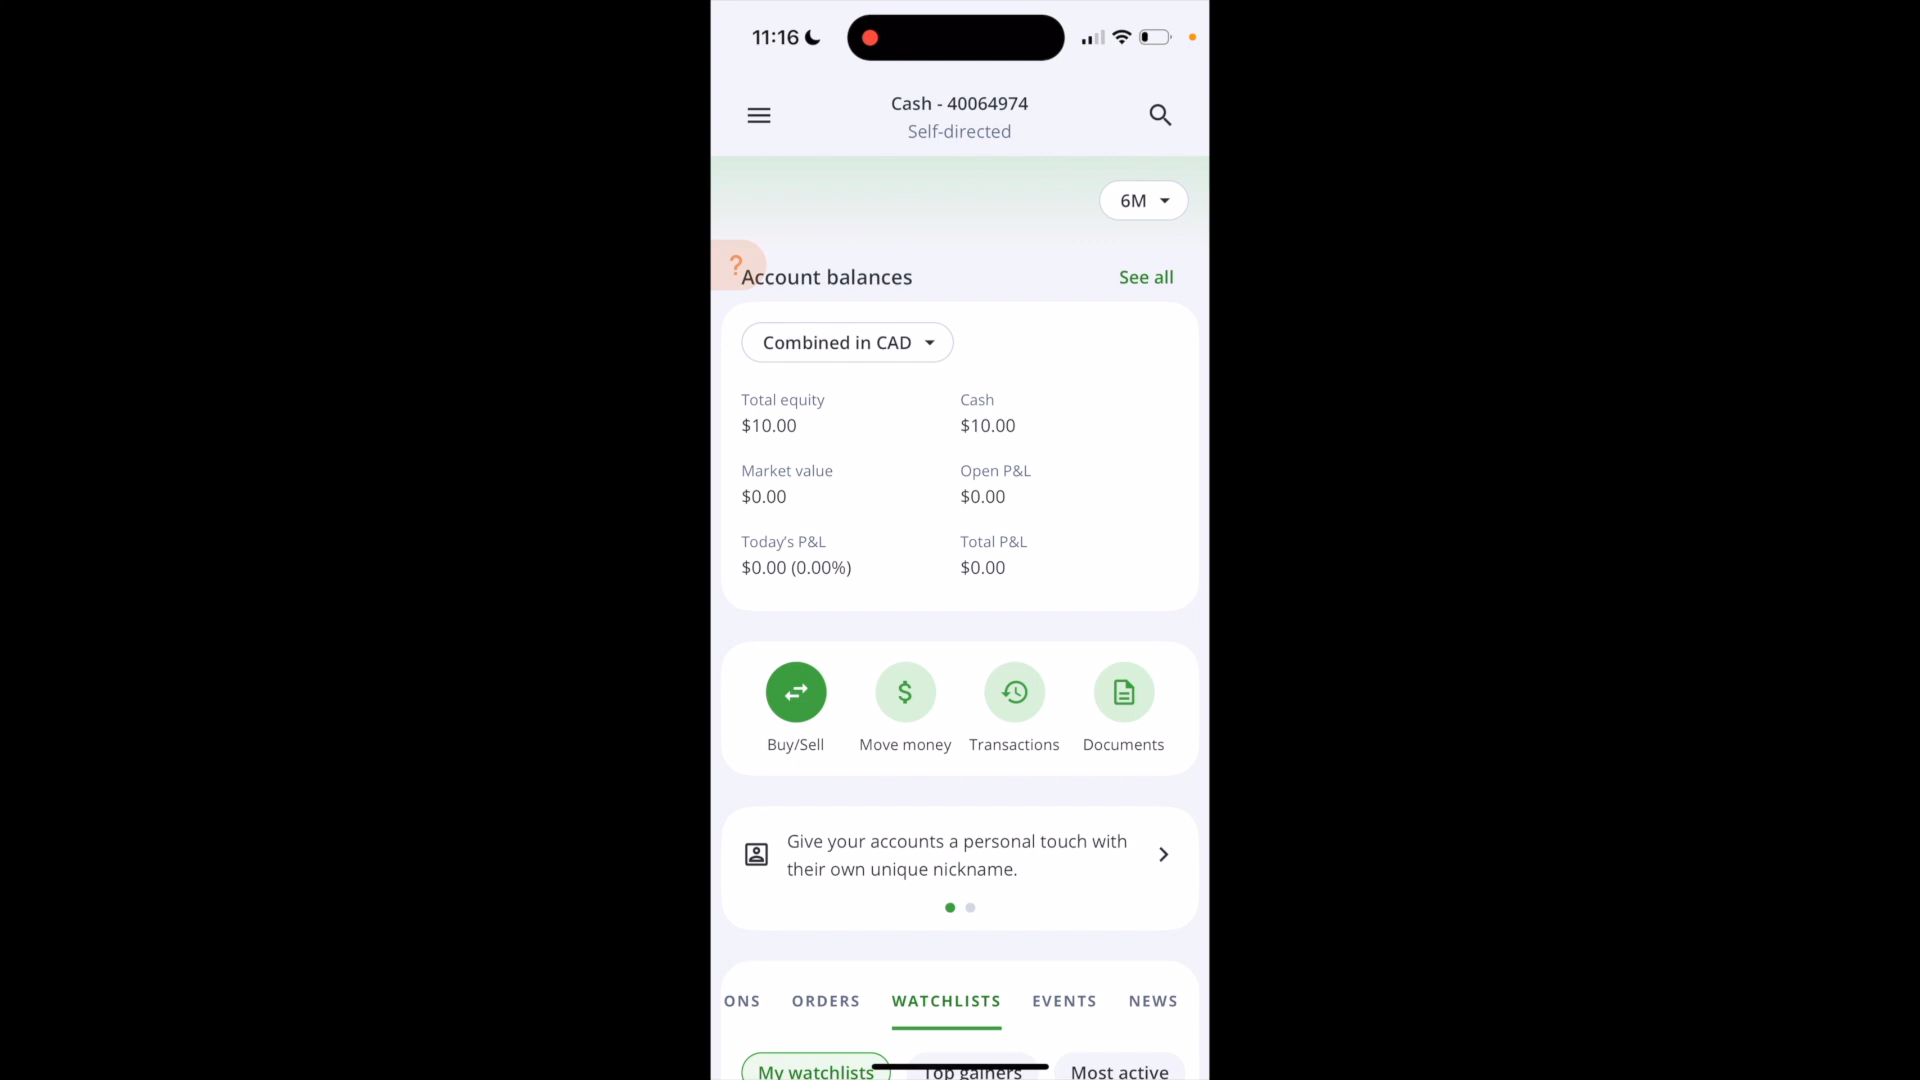 11:16
Cash - 40064974
Self-directed
6M
?
Account balances
See all
Combined in CAD
Total equity
Cash
$10.00
$10.00
Market value
Open P&L
$0.00
$0.00
Today’s P&L
Total P&L
$0.00 (0.00%)
$0.00
$
Buy/Sell
Move money
Transactions
Documents
Give your accounts a personal touch with
their own unique nickname.
ONS
ORDERS
WATCHLISTS
EVENTS
NEWS
My watchlists
Top gainers
Most active